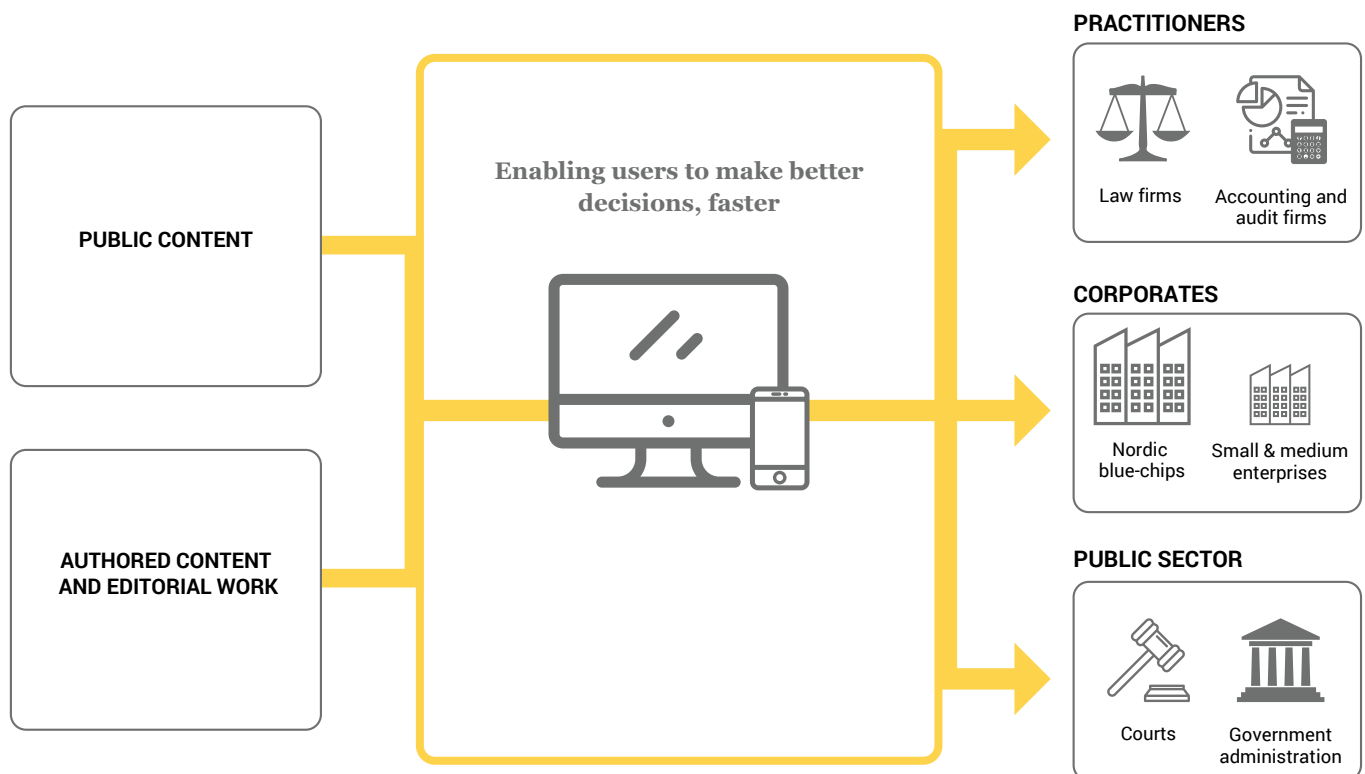 PUBLIC CONTENT
AUTHORED CONTENT
AND EDITORIAL WORK
Enabling users to make better
decisions, faster
PRACTITIONERS
Law firms
Accounting and
audit firms
CORPORATES
Nordic
blue-chips
Small & medium
enterprises
PUBLIC SECTOR
Courts
Government
administration